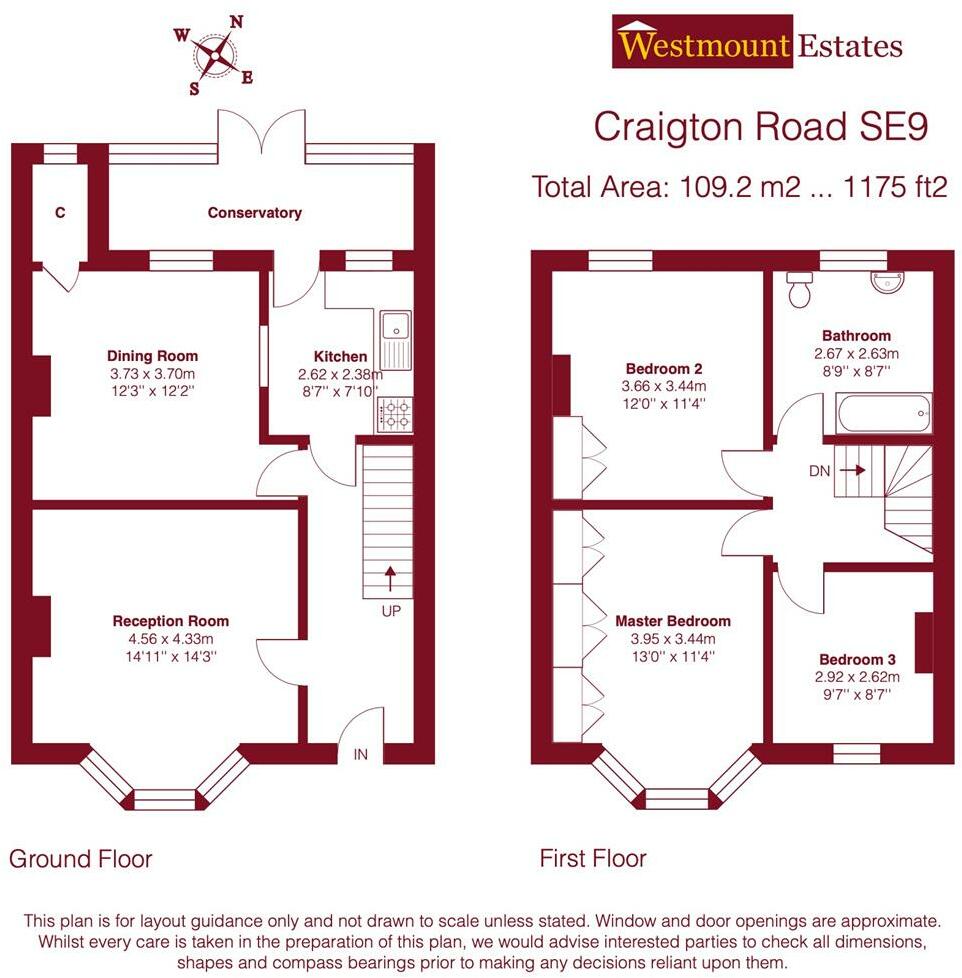 N
W
E
S
Westmount Estates
Craigton Road SE9
Total Area: 109.2 m2 ... 1175 ft2
C
Conservatory
Dining Room
3.73 x 3.70m
12'3" x 12'2"
Kitchen
2.62 x 2.38m
8'7" x 7'10"
Reception Room
4.56 x 4.33m
14'11" x 14'3"
UP
IN
Bedroom 2
3.66 x 3.44m
12'0" x 11'4"
Bathroom
2.67 x 2.63m
8'9" x 8'7"
DN
Master Bedroom
3.95 x 3.44m
13'0" x 11'4"
Bedroom 3
2.92 x 2.62m
9'7" x 8'7"
Ground Floor
First Floor
This plan is for layout guidance only and not drawn to scale unless stated. Window and door openings are approximate.
Whilst every care is taken in the preparation of this plan, we would advise interested parties to check all dimensions,
shapes and compass bearings prior to making any decisions reliant upon them.